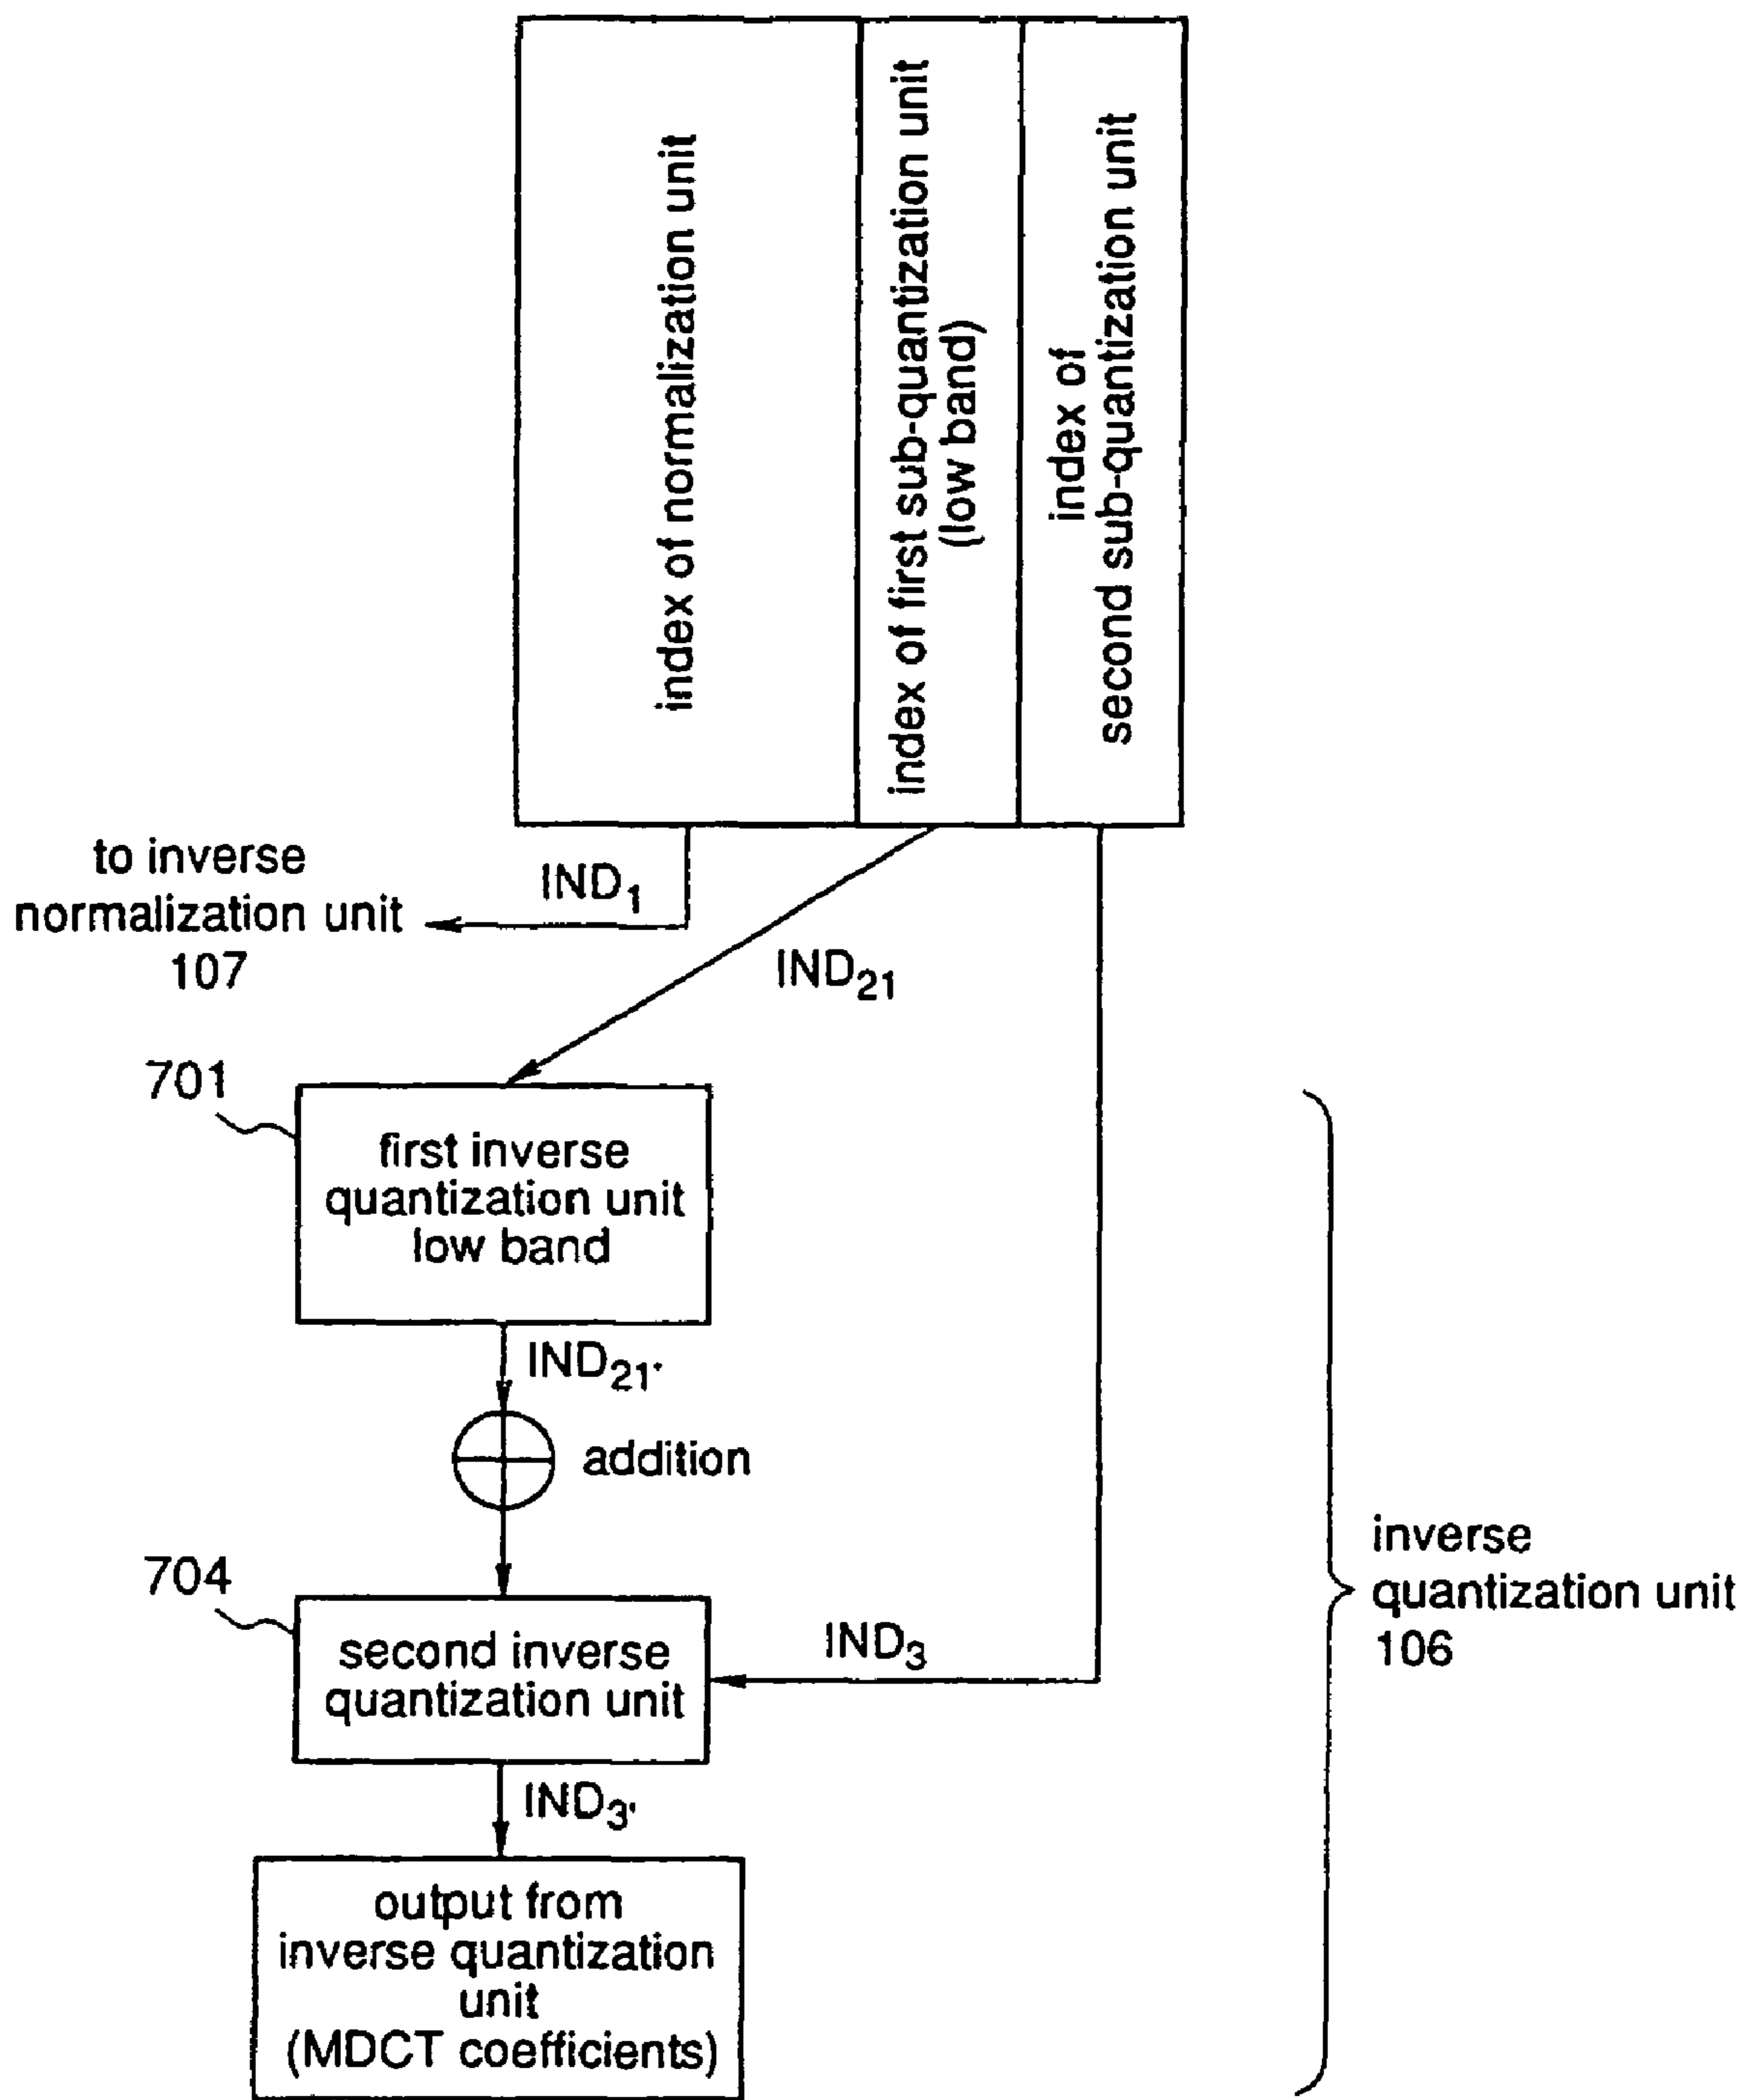 index of normalization unit
index of first sub-quantization unit
(low band)
index of
second sub-quantization unit
to inverse
normalization unit
107
IND1
IND21
701
first inverse
quantization unit
low band
IND21'
addition
704
second inverse
quantization unit
IND3
inverse
quantization unit
106
IND3'
output from
inverse quantization
unit
(MDCT coefficients)